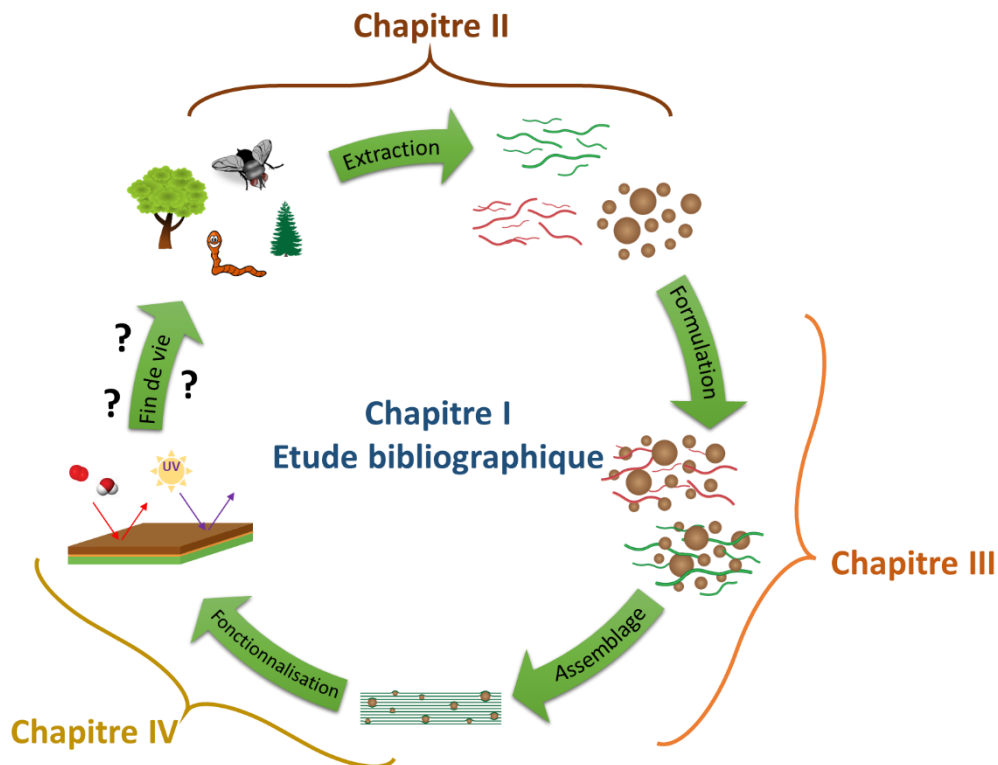 Chapitre II
Extraction
Formulation
?
?
?
Fin de vie
Chapitre I
Etude bibliographique
UV
Chapitre III
Assemblage
Fonctionnalisation
Chapitre IV